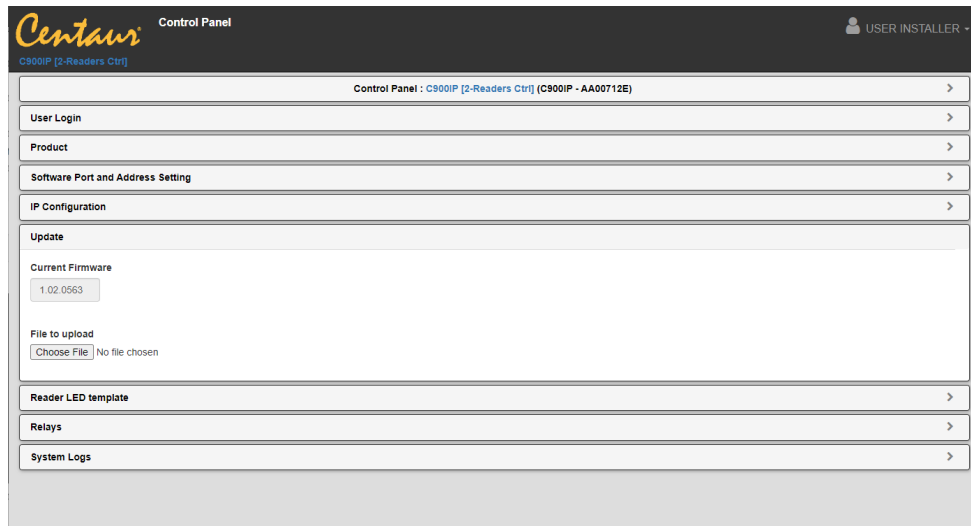 Centaur
Control Panel
USER INSTALLER
C900IP [2-Readers Ctrl]
Control Panel : C900IP [2-Readers Ctrl] (C900IP - AA00712E)
User Login
Product
Software Port and Address Setting
IP Configuration
Update
Current Firmware
1.02.0563
File to upload
Choose File No file chosen
Reader LED template
Relays
System Logs